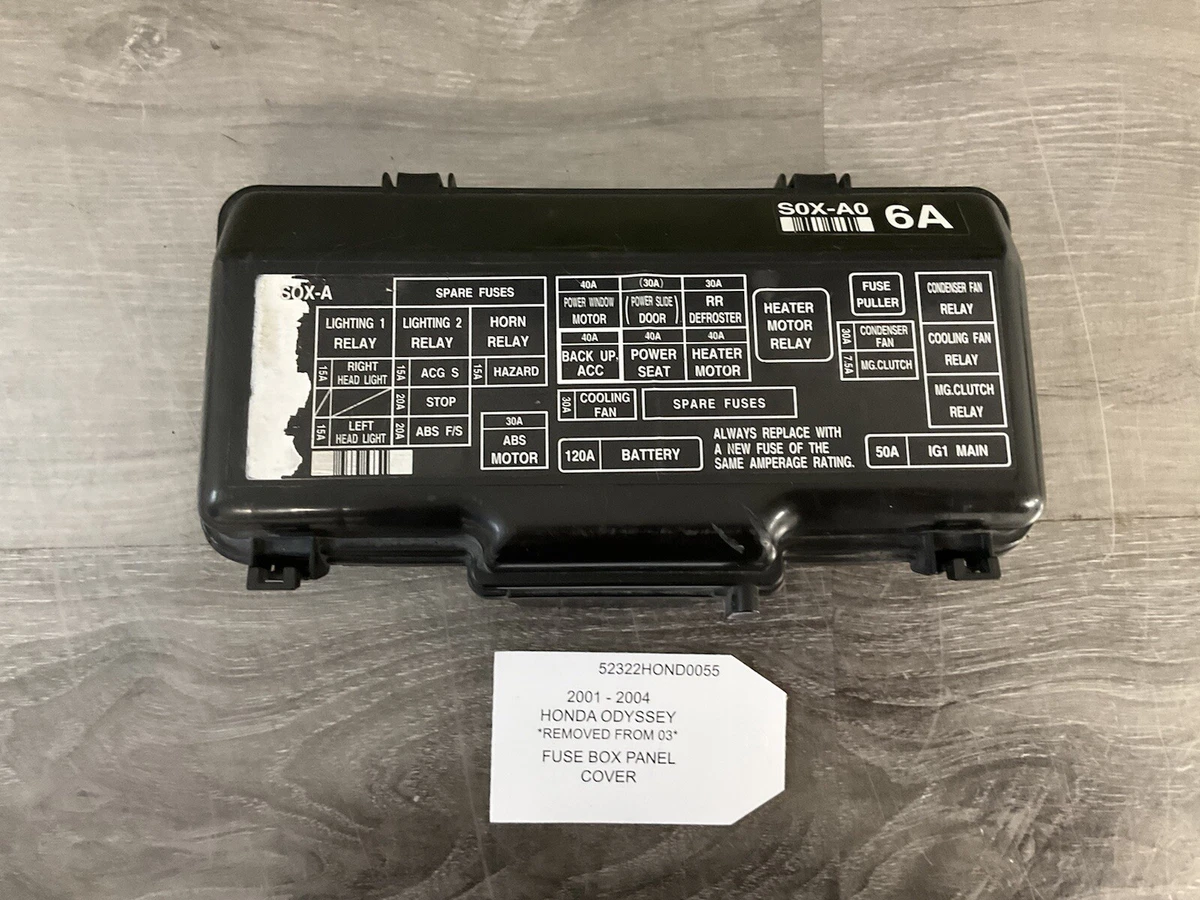 S0X-A0 6A
S0X-A
SPARE FUSES
LIGHTING 1
RELAY
LIGHTING 2
RELAY
HORN
RELAY
15A
RIGHT
HEAD LIGHT
15A
ACG S
15A
HAZARD
20A
STOP
15A
LEFT
HEAD LIGHT
20A
ABS F/S
30A
ABS
MOTOR
40A
POWER WINDOW
MOTOR
(30A)
(POWER SLIDE
DOOR)
30A
RR
DEFROSTER
40A
BACK UP,
ACC
40A
POWER
SEAT
40A
HEATER
MOTOR
HEATER
MOTOR
RELAY
30A
COOLING
FAN
SPARE FUSES
120A BATTERY
ALWAYS REPLACE WITH
A NEW FUSE OF THE
SAME AMPERAGE RATING.
FUSE
PULLER
30A
CONDENSER
FAN
7.5A
MG.CLUTCH
CONDENSER FAN
RELAY
COOLING FAN
RELAY
MG.CLUTCH
RELAY
50A IG1 MAIN
52322HOND0055
2001 - 2004
HONDA ODYSSEY
*REMOVED FROM 03*
FUSE BOX PANEL
COVER